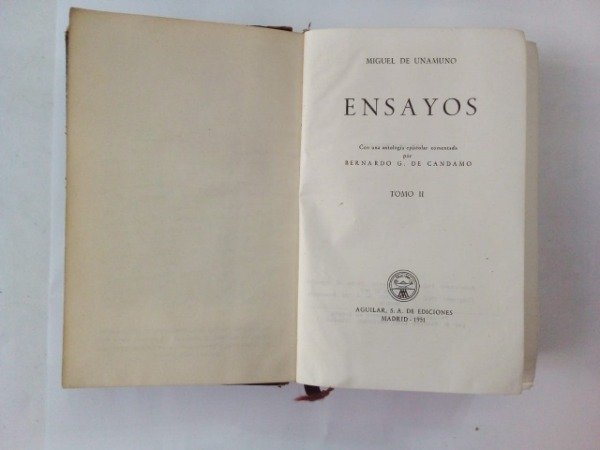 MIGUEL DE UNAMUNO
ENSAYOS
Con una antología epistolar comentada
por
BERNARDO G. DE CANDAMO
TOMO II
AGUILAR, S. A. DE EDICIONES
MADRID - 1951